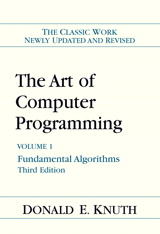 THE CLASSIC WORK
NEWLY UPDATED AND REVISED
The Art of
Computer
Programming
VOLUME 1
Fundamental Algorithms
Third Edition
DONALD E. KNUTH